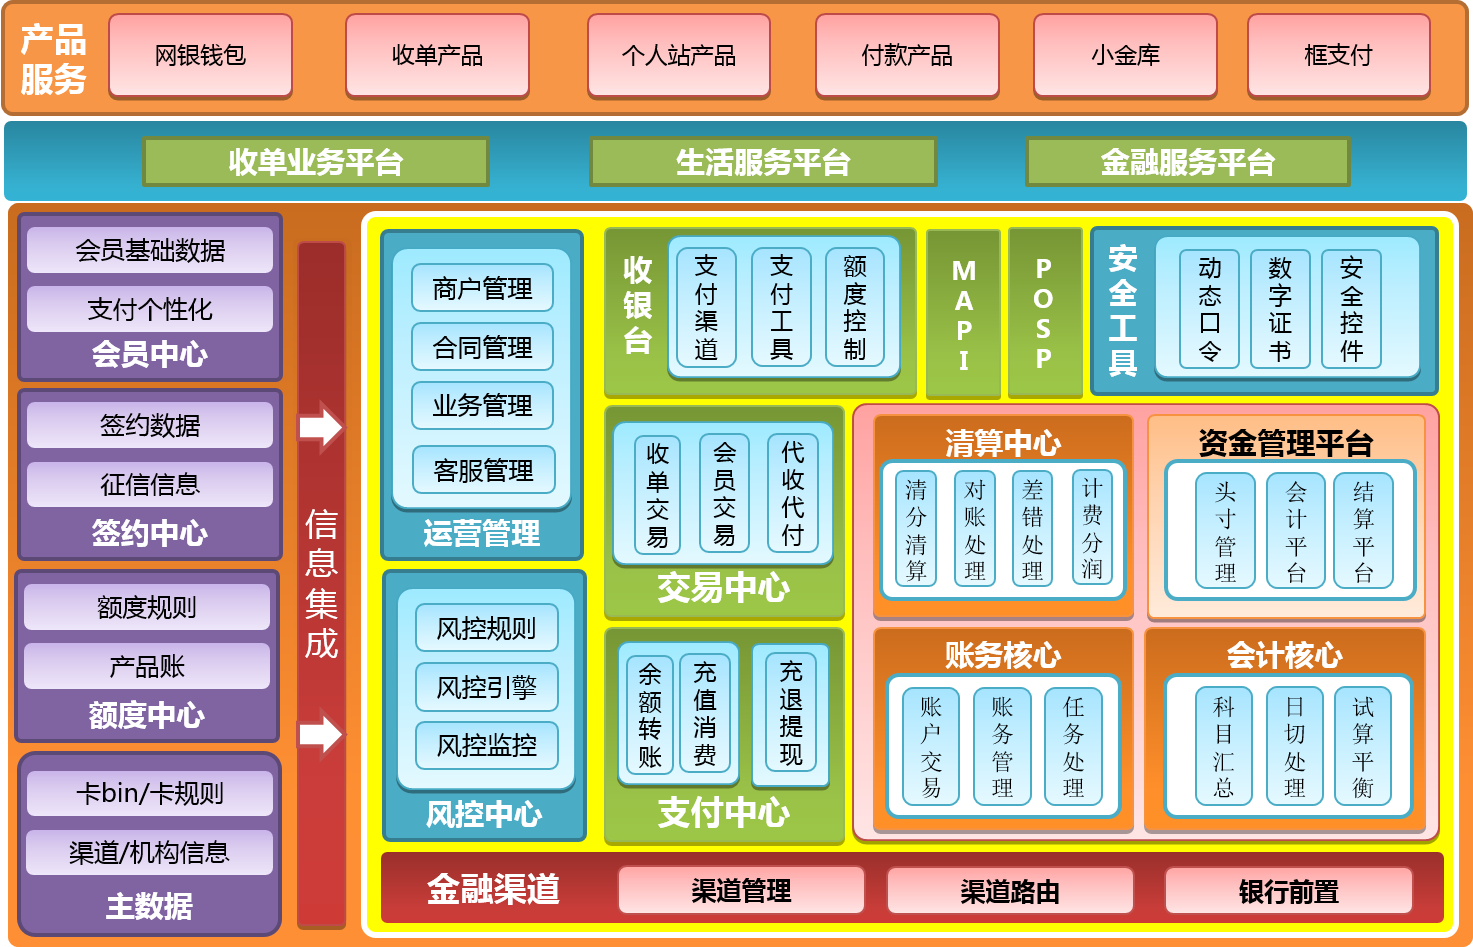 产品
服务
网银钱包
收单产品
个人站产品
付款产品
小金库
框支付
收单业务平台
生活服务平台
金融服务平台
会员基础数据
支付个性化
会员中心
签约数据
征信信息
签约中心
额度规则
产品账
额度中心
卡bin/卡规则
渠道/机构信息
主数据
信息集成
商户管理
合同管理
业务管理
客服管理
运营管理
风控规则
风控引擎
风控监控
风控中心
收银台
支付渠道
支付工具
额度控制
MAPI
POSP
安全工具
动态口令
数字证书
安全控件
收单交易
会员交易
代收代付
交易中心
余额转账
充值消费
充退提现
支付中心
清算中心
清分清算
对账处理
差错处理
计费分润
资金管理平台
头寸管理
会计平台
结算平台
账务核心
账户交易
账务管理
任务处理
会计核心
科目汇总
日切处理
试算平衡
金融渠道
渠道管理
渠道路由
银行前置